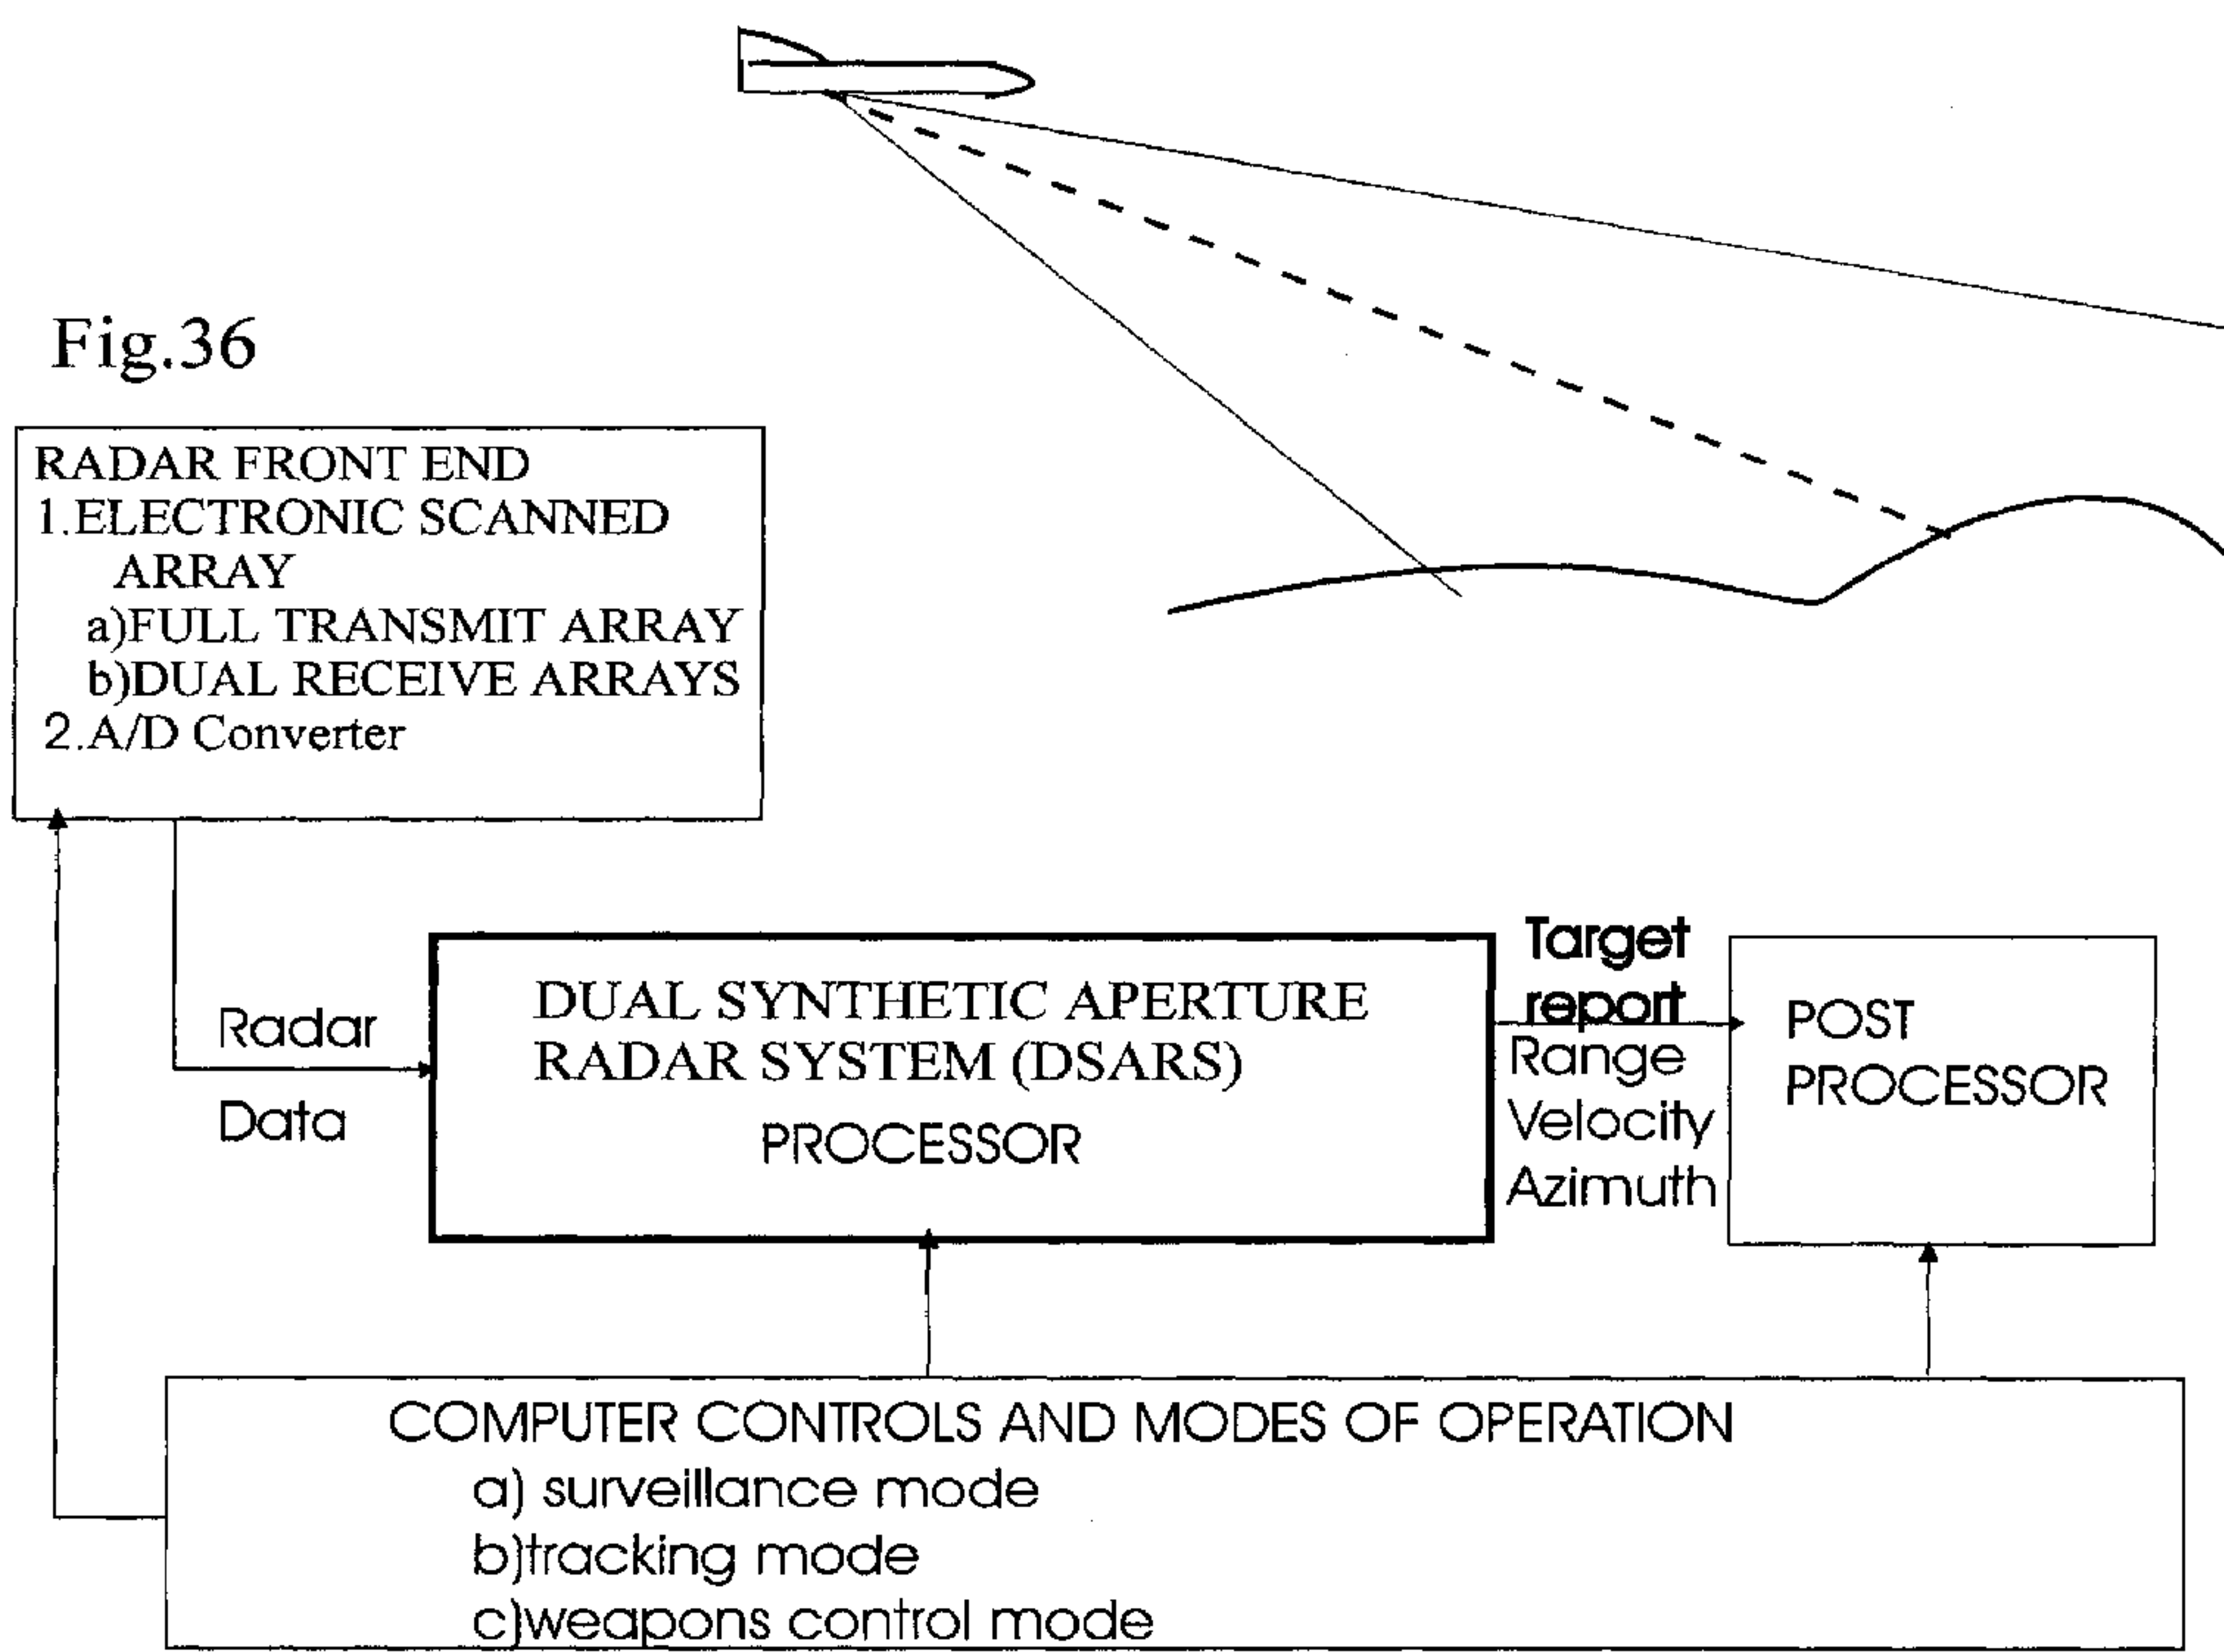 Fig.36
RADAR FRONT END
1.ELECTRONIC SCANNED
ARRAY
a)FULL TRANSMIT ARRAY
b)DUAL RECEIVE ARRAYS
2.A/D Converter
Radar
Data
DUAL SYNTHETIC APERTURE
RADAR SYSTEM (DSARS)
PROCESSOR
Target
report
Range
Velocity
Azimuth
POST
PROCESSOR
COMPUTER CONTROLS AND MODES OF OPERATION
a) surveillance mode
b)tracking mode
c)weapons control mode